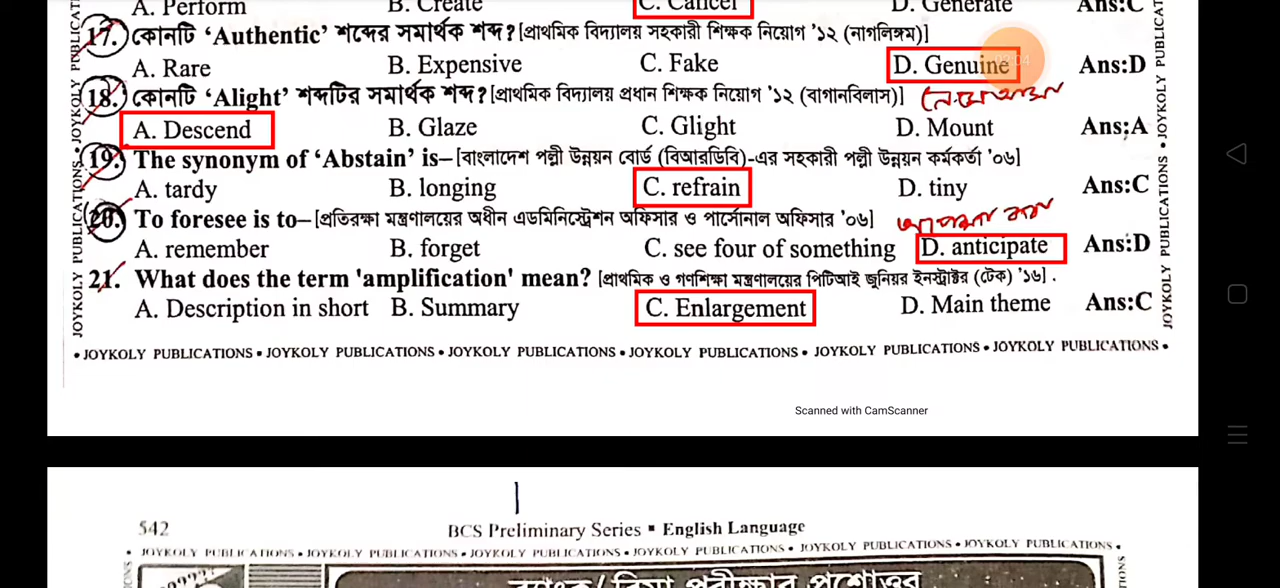 A. Perform B. Create C. Cancel D. Generate Ans:C
17. কোনটি ‘Authentic’ শব্দের সমার্থক শব্দ? [প্রাথমিক বিদ্যালয় সহকারী শিক্ষক নিয়োগ '১২ (নাগলিঙ্গম)]
A. Rare B. Expensive C. Fake D. Genuine Ans:D
18. কোনটি ‘Alight’ শব্দটির সমার্থক শব্দ? [প্রাথমিক বিদ্যালয় প্রধান শিক্ষক নিয়োগ '১২ (বাগানবিলাস)]
A. Descend B. Glaze C. Glight D. Mount Ans;A
19. The synonym of ‘Abstain’ is– [বাংলাদেশ পল্লী উন্নয়ন বোর্ড (বিআরডিবি)-এর সহকারী পল্লী উন্নয়ন কর্মকর্তা '০৬]
A. tardy B. longing C. refrain D. tiny Ans:C
20. To foresee is to– [প্রতিরক্ষা মন্ত্রণালয়ের অধীন এডমিনিস্ট্রেশন অফিসার ও পার্সোনাল অফিসার '০৬]
A. remember B. forget C. see four of something D. anticipate Ans:D
21. What does the term 'amplification' mean? [প্রাথমিক ও গণশিক্ষা মন্ত্রণালয়ের পিটিআই জুনিয়র ইনস্ট্রাক্টর (টেক) '১৬] .
A. Description in short B. Summary C. Enlargement D. Main theme Ans:C
• JOYKOLY PUBLICATIONS • JOYKOLY PUBLICATIONS • JOYKOLY PUBLICATIONS • JOYKOLY PUBLICATIONS • JOYKOLY PUBLICATIONS •
JOYKOLY PUBLICATIONS • JOYKOLY PUBLICATIONS
JOYKOLY PUBLICATIONS • JOYKOLY PUBLICATIONS
Scanned with CamScanner
542 BCS Preliminary Series ▪ English Language
• JOYKOLY PUBLICATIONS • JOYKOLY PUBLICATIONS • JOYKOLY PUBLICATIONS • JOYKOLY PUBLICATIONS • JOYKOLY PUBLICATIONS •